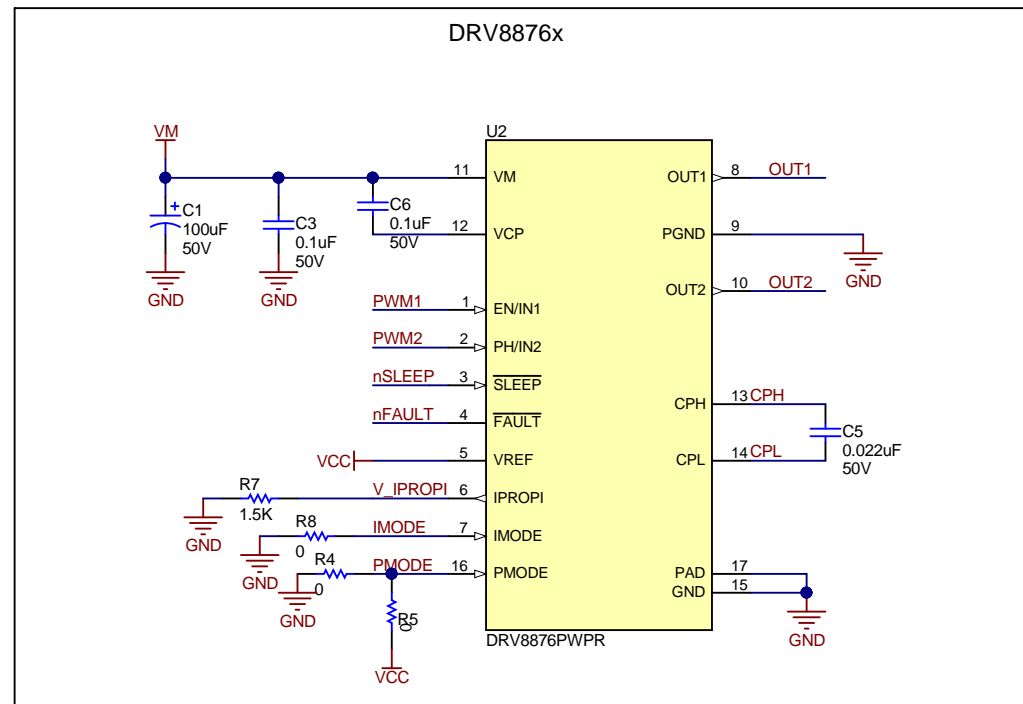 DRV8876x
VM
U2
11 VM OUT1 8 OUT1
C1
100uF
50V
C3
0.1uF
50V
C6
0.1uF
50V
12 VCP PGND 9
GND
GND
GND
OUT2 10 OUT2
PWM1 1 EN/IN1
PWM2 2 PH/IN2
nSLEEP 3 SLEEP
nFAULT 4 FAULT
CPH 13 CPH
C5
0.022uF
50V
VCC 5 VREF CPL 14 CPL
R7
1.5K
GND
V_IPROPI 6 IPROPI
R8
0
GND
IMODE 7 IMODE
R4
0
GND
PMODE 16 PMODE PAD 17
GND 15
GND
R5
0
VCC
DRV8876PWPR